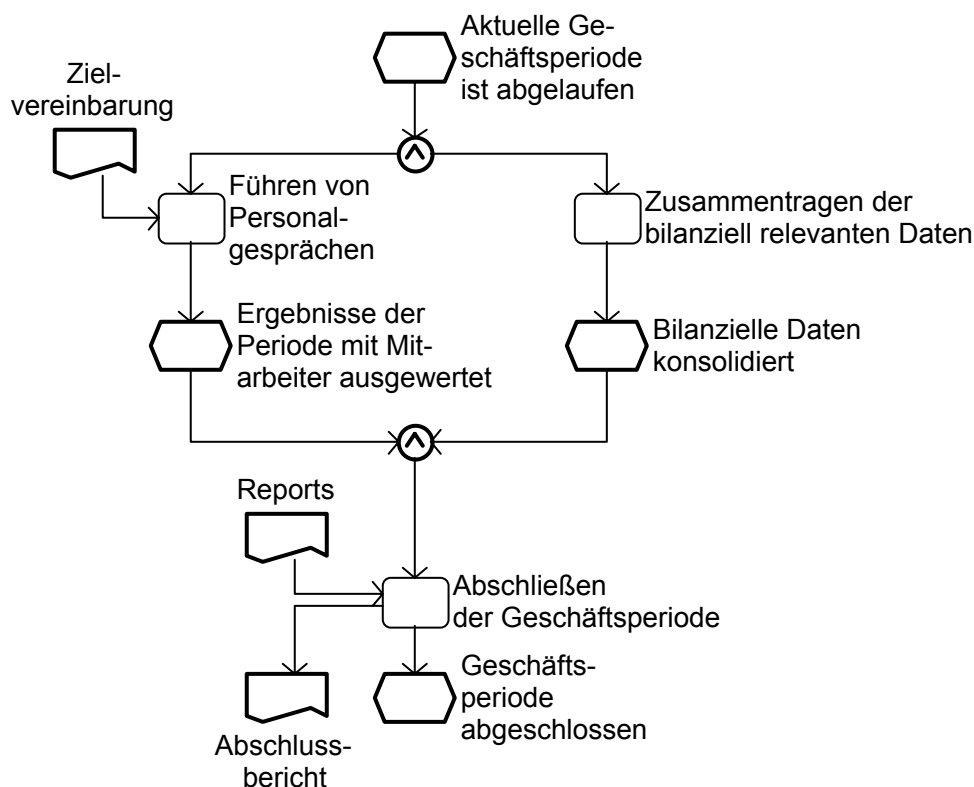 Aktuelle Ge-
schäftsperiode
ist abgelaufen
Ziel-
vereinbarung
Führen von
Personal-
gesprächen
Zusammentragen der
bilanziell relevanten Daten
Ergebnisse der
Periode mit Mit-
arbeiter ausgewertet
Bilanzielle Daten
konsolidiert
Reports
Abschließen
der Geschäftsperiode
Geschäfts-
periode
abgeschlossen
Abschluss-
bericht